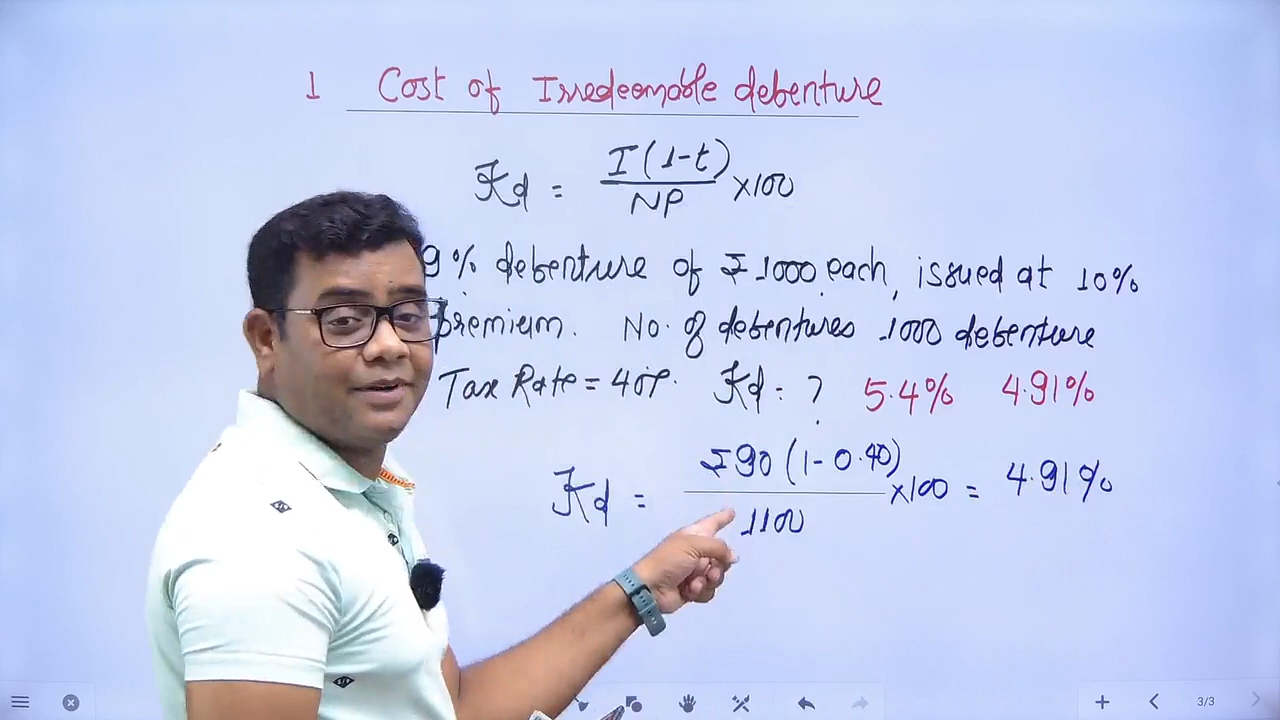 1 Cost of Irredeemable debenture
Kd = I(1-t)/NP ×100
9% debenture of ₹1000 each, issued at 10%
premium. No. of debentures 1000 debenture
Tax Rate = 40%. Kd = ? 5.4% 4.91%
Kd = ₹90(1-0.40)/1100 ×100 = 4.91%
3/3